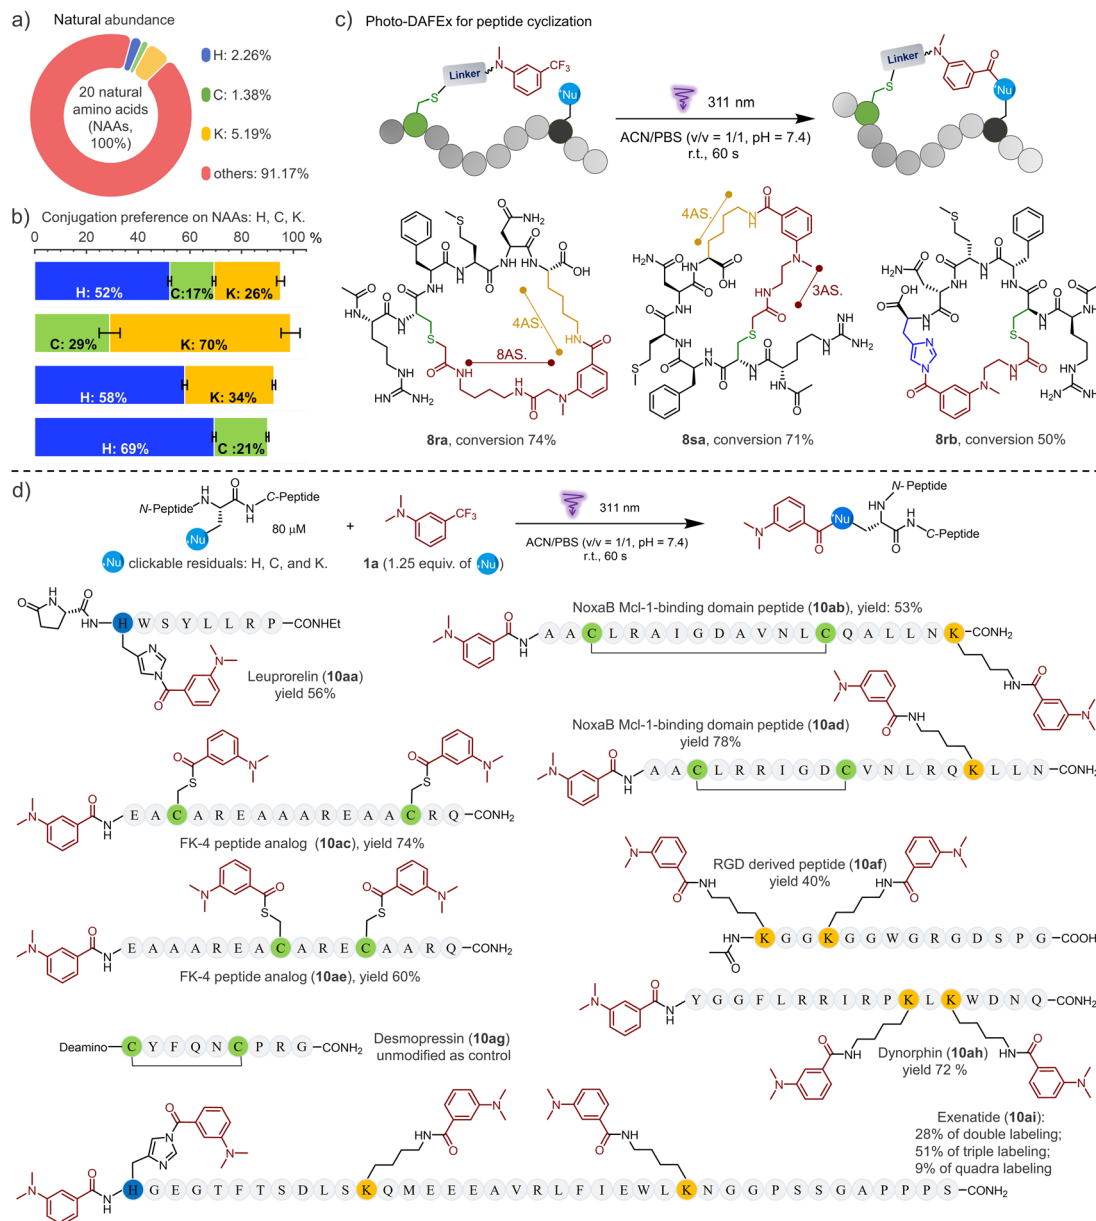 a)
Natural abundance
20 natural
amino acids
(NAAs,
100%)
H: 2.26%
C: 1.38%
K: 5.19%
others: 91.17%
b)
Conjugation preference on NAAs: H, C, K.
0 20 40 60 80 100 %
H: 52% C:17% K: 26%
C: 29% K: 70%
H: 58% K: 34%
H: 69% C :21%
c)
Photo-DAFEx for peptide cyclization
Linker N CF3
S Nu
311 nm
ACN/PBS (v/v = 1/1, pH = 7.4)
r.t., 60 s
Linker N O
S Nu
4AS.
8AS.
8ra, conversion 74%
4AS.
3AS.
8sa, conversion 71%
8rb, conversion 50%
d)
N-Peptide
C-Peptide
80 μM
Nu
Nu clickable residuals: H, C, and K.
+
CF3
1a (1.25 equiv. of Nu)
311 nm
ACN/PBS (v/v = 1/1, pH = 7.4)
r.t., 60 s
N-Peptide
Nu
C-Peptide
H W S Y L L R P CONHEt
Leuprorelin (10aa)
yield 56%
NoxaB Mcl-1-binding domain peptide (10ab), yield: 53%
A A C L R A I G D A V N L C Q A L L N K CONH2
NoxaB Mcl-1-binding domain peptide (10ad)
yield 78%
A A C L R R I G D C V N L R Q K L L N CONH2
E A C A R E A A A R E A A C R Q CONH2
FK-4 peptide analog (10ac), yield 74%
E A A A R E A C A R E C A A R Q CONH2
FK-4 peptide analog (10ae), yield 60%
RGD derived peptide (10af)
yield 40%
K G G K G G W G R G D S P G COOH
Y G G F L R R I R P K L K W D N Q CONH2
Dynorphin (10ah)
yield 72 %
Deamino C Y F Q N C P R G CONH2
Desmopressin (10ag)
unmodified as control
Exenatide (10ai):
28% of double labeling;
51% of triple labeling;
9% of quadra labeling
H G E G T F T S D L S K Q M E E E A V R L F I E W L K N G G P S S G A P P P S CONH2